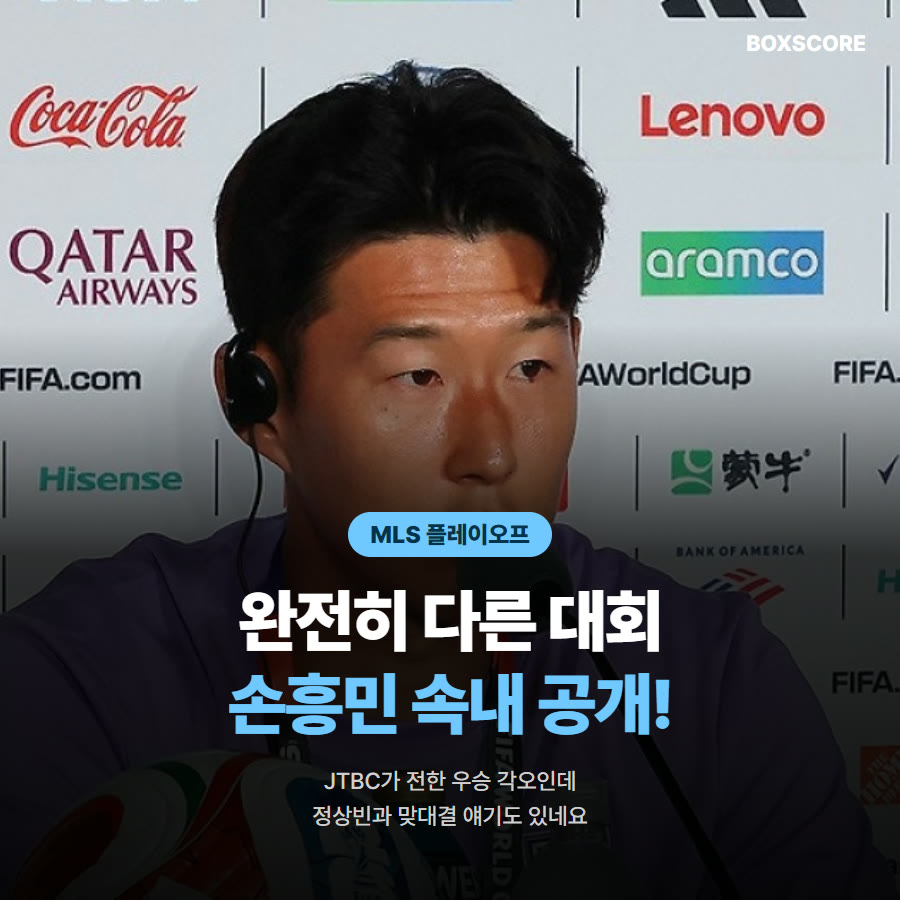 BOXSCORE
Coca-Cola
Lenovo
QATAR
AIRWAYS
aramco
FIFA.com
AWorldCup
FIFA.
Hisense
蒙牛
MLS 플레이오프
BANK OF AMERICA
H
완전히 다른 대회
손흥민 속내 공개!
FIFA.
JTBC가 전한 우승 각오인데
정상빈과 맞대결 얘기도 있네요